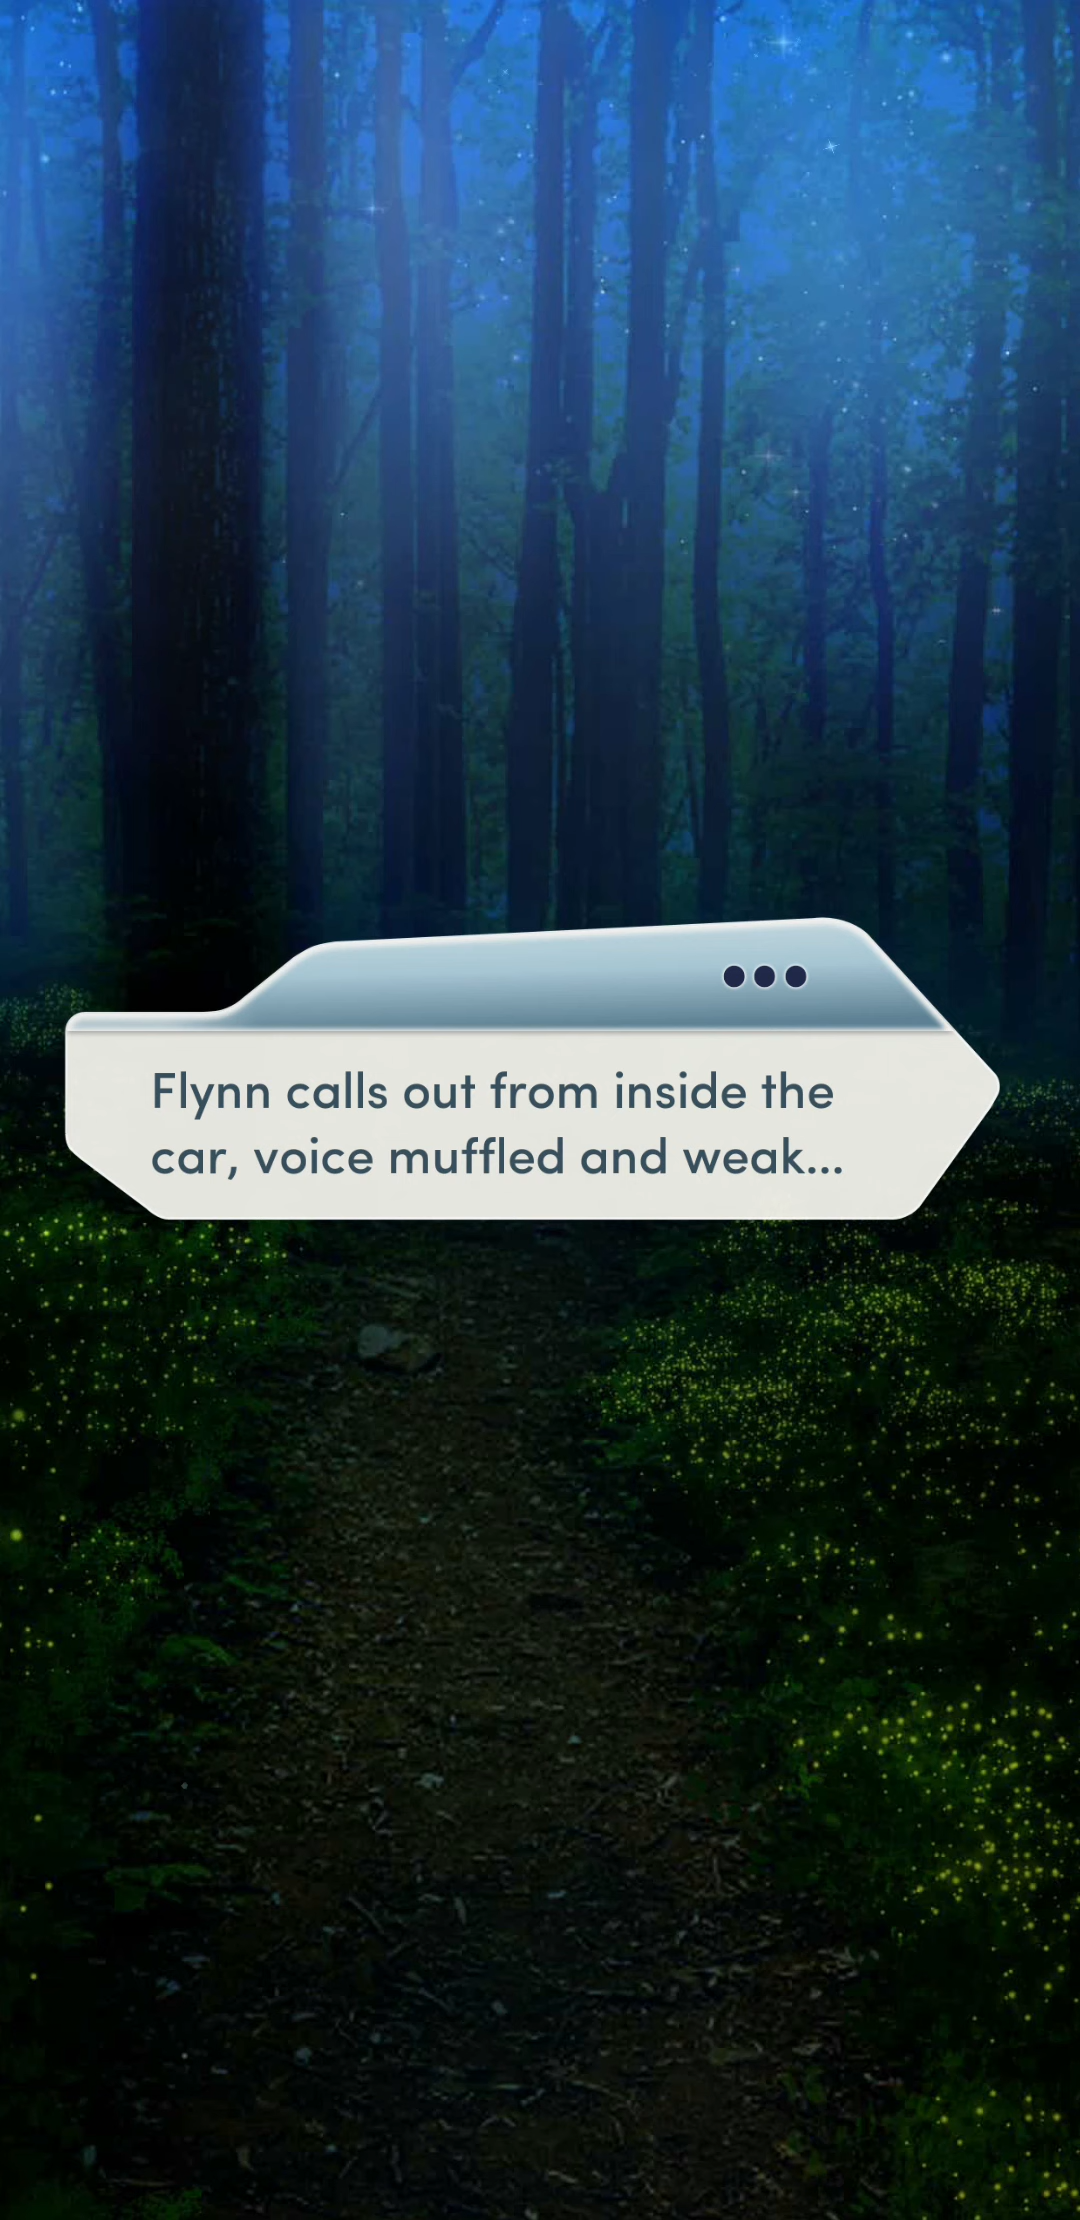 Flynn calls out from inside the
car, voice muffled and weak...